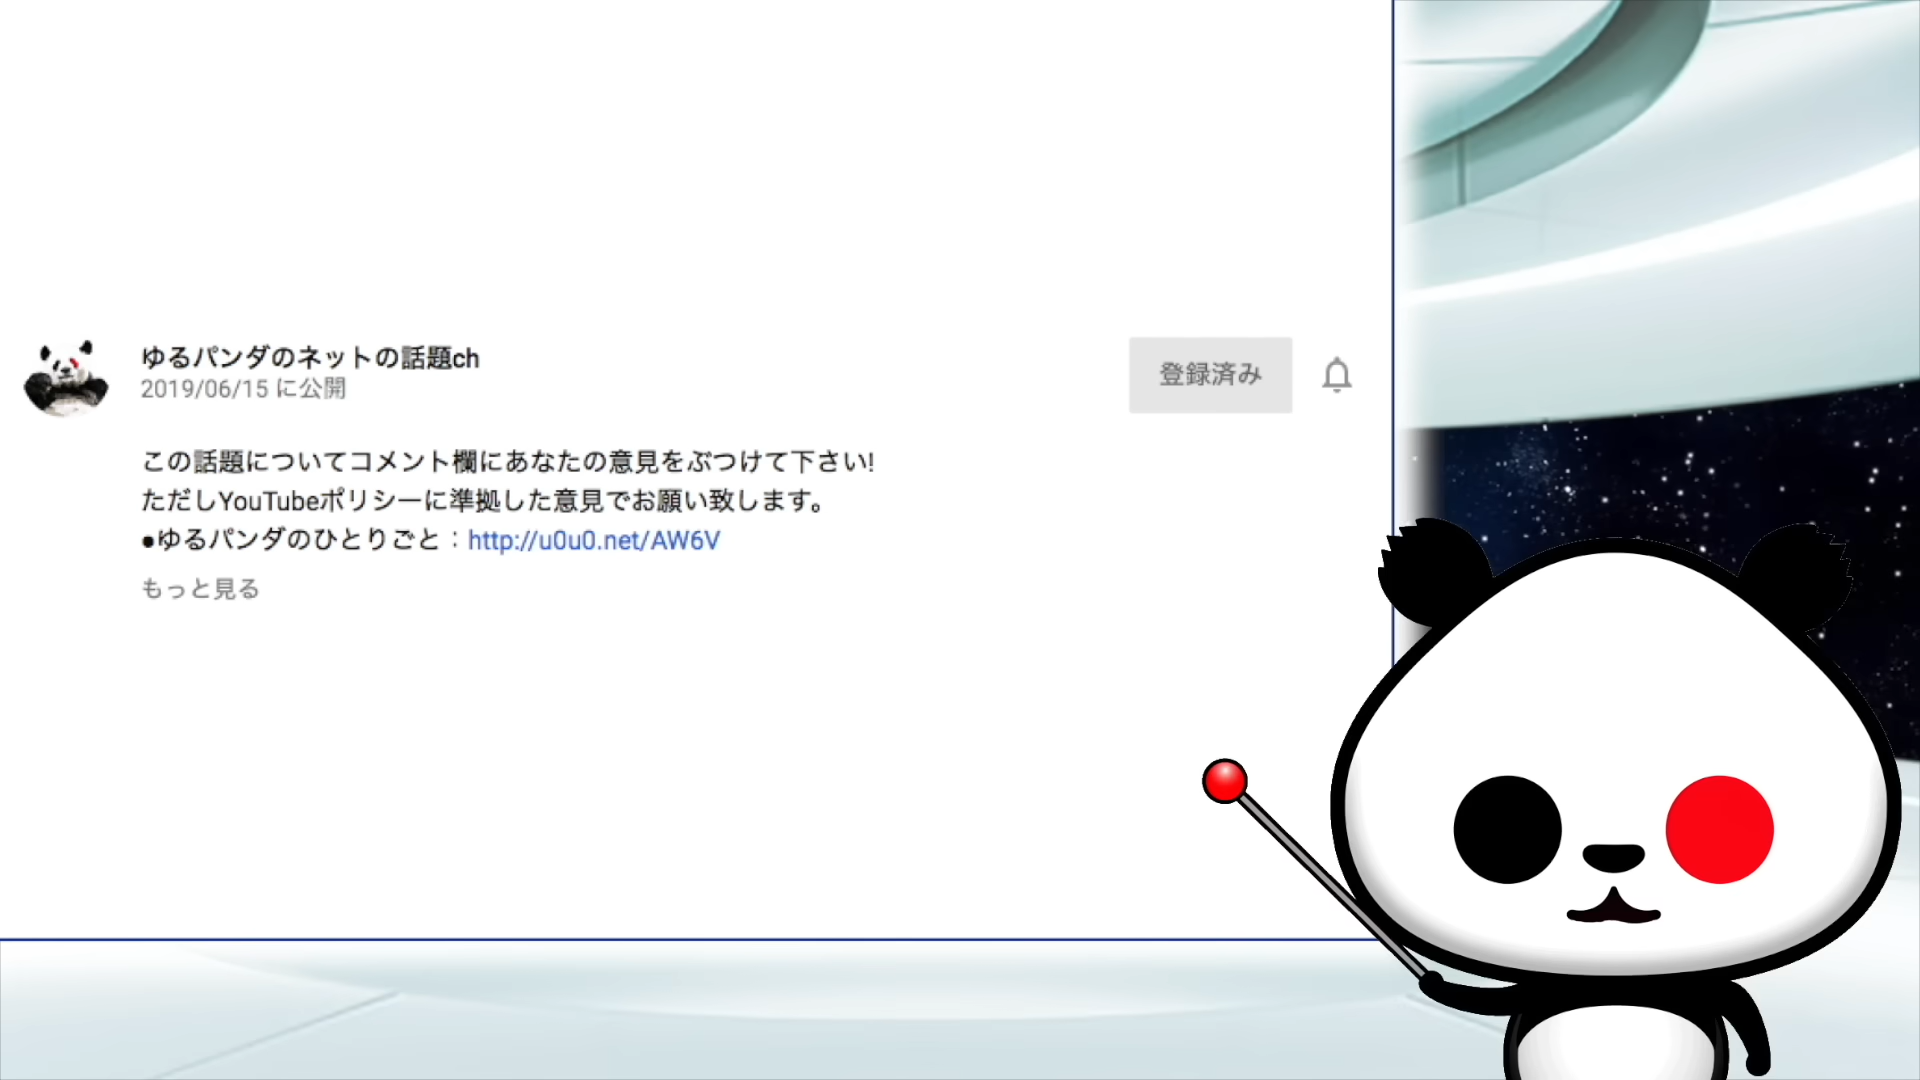 ゆるパンダのネットの話題ch
2019/06/15 に公開
登録済み
この話題についてコメント欄にあなたの意見をぶつけて下さい!
ただしYouTubeポリシーに準拠した意見でお願い致します。
●ゆるパンダのひとりごと：http://u0u0.net/AW6V
もっと見る